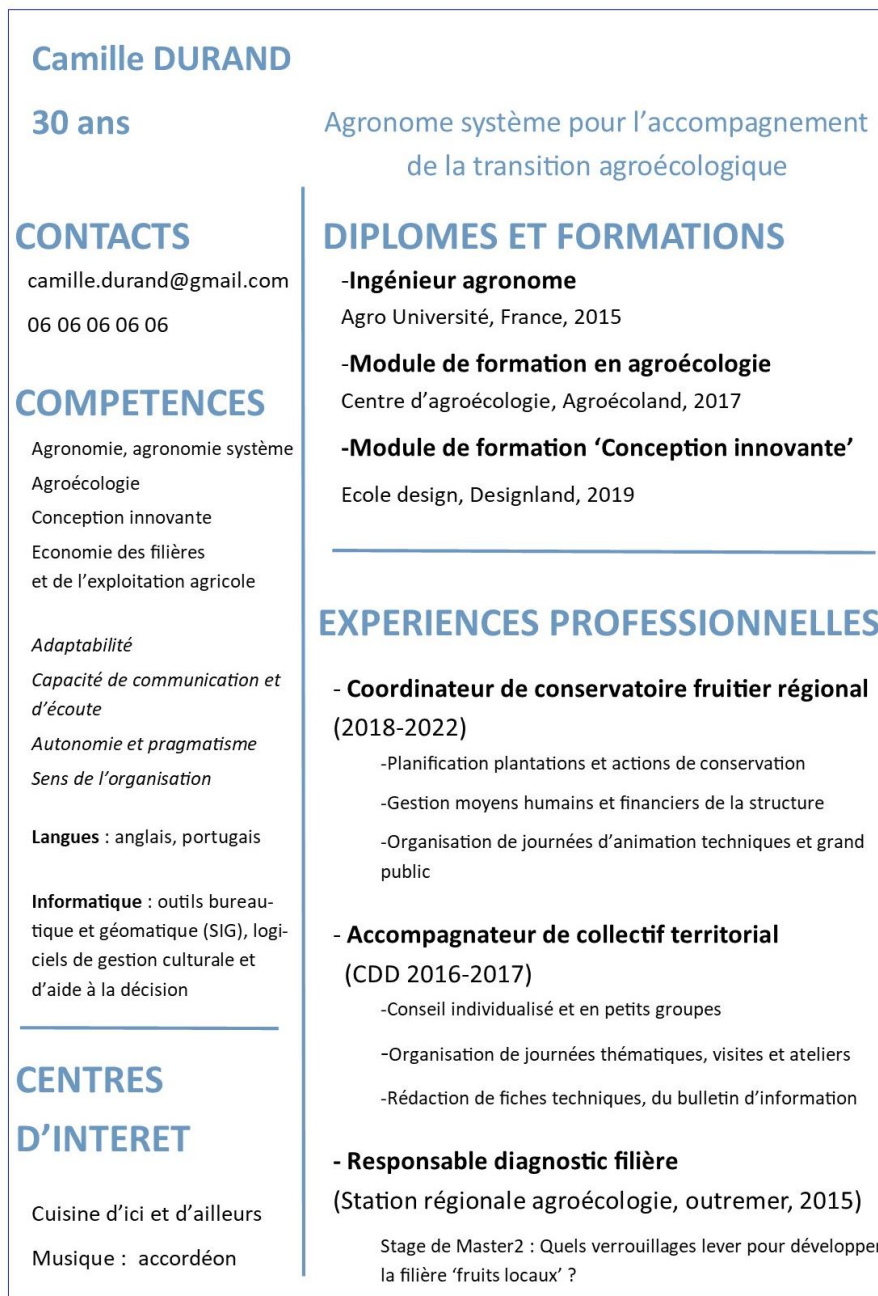 Camille DURAND
30 ans
Agronome système pour l’accompagnement
de la transition agroécologique
CONTACTS
camille.durand@gmail.com
06 06 06 06 06
COMPETENCES
Agronomie, agronomie système
Agroécologie
Conception innovante
Economie des filières
et de l’exploitation agricole
Adaptabilité
Capacité de communication et
d’écoute
Autonomie et pragmatisme
Sens de l’organisation
Langues : anglais, portugais
Informatique : outils bureau-
tique et géomatique (SIG), logi-
ciels de gestion culturale et
d’aide à la décision
CENTRES
D’INTERET
Cuisine d’ici et d’ailleurs
Musique : accordéon
DIPLOMES ET FORMATIONS
-Ingénieur agronome
Agro Université, France, 2015
-Module de formation en agroécologie
Centre d’agroécologie, Agroécoland, 2017
-Module de formation ‘Conception innovante’
Ecole design, Designland, 2019
EXPERIENCES PROFESSIONNELLES
- Coordinateur de conservatoire fruitier régional
(2018-2022)
-Planification plantations et actions de conservation
-Gestion moyens humains et financiers de la structure
-Organisation de journées d’animation techniques et grand
public
- Accompagnateur de collectif territorial
(CDD 2016-2017)
-Conseil individualisé et en petits groupes
-Organisation de journées thématiques, visites et ateliers
-Rédaction de fiches techniques, du bulletin d’information
- Responsable diagnostic filière
(Station régionale agroécologie, outremer, 2015)
Stage de Master2 : Quels verrouillages lever pour développer
la filière ‘fruits locaux’ ?